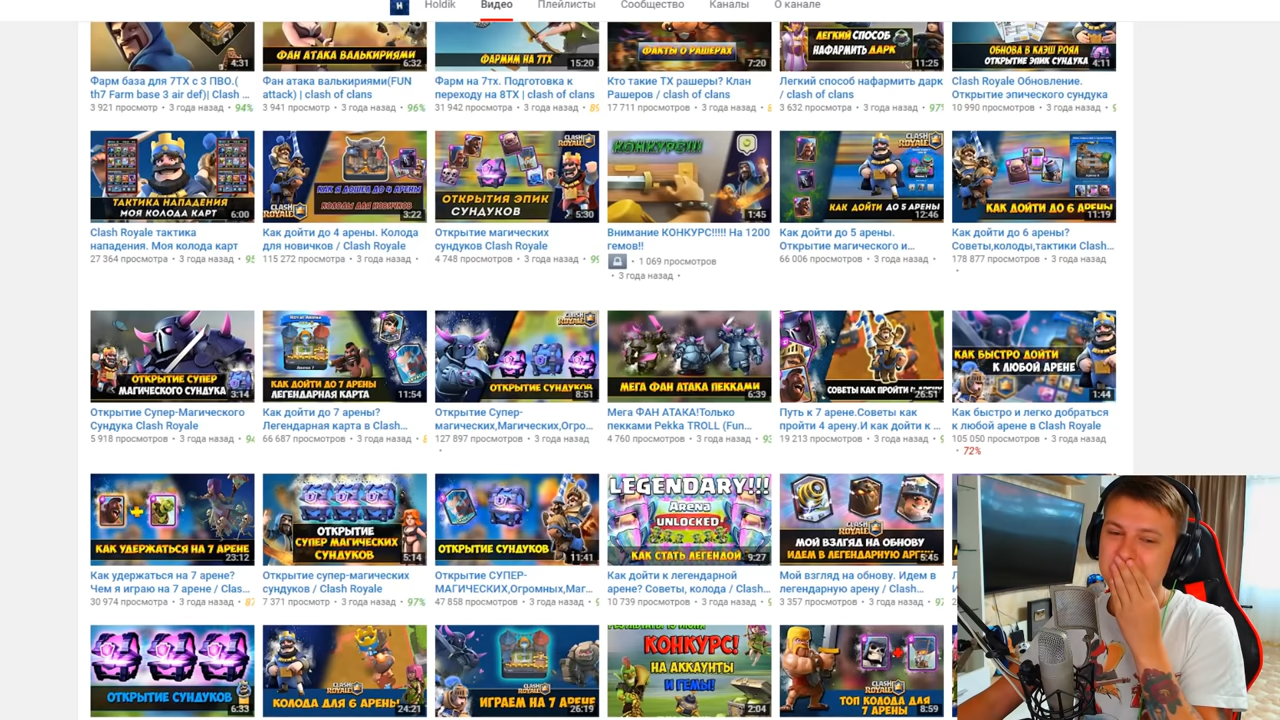 H Holdik Видео Плейлисты Сообщество Каналы О канале
4:31
ФАН АТАКА ВАЛЬКИРИЯМИ 6:32
ФАРМИМ НА 7ТХ 15:20
ФАКТЫ О РАШЕРАХ 7:20
ЛЕГКИЙ СПОСОБ
НАФАРМИТЬ ДАРК 11:25
ОБНОВА В КЛЭШ РОЯЛ
ОТКРЫТИЕ ЭПИК СУНДУКА 4:11
Фарм база для 7ТХ с 3 ПВО.(
th7 Farm base 3 air def)| Clash ...
3 921 просмотр • 3 года назад • 94%
Фан атака валькириями(FUN
attack) | clash of clans
3 941 просмотр • 3 года назад • 96%
Фарм на 7тх. Подготовка к
переходу на 8ТХ | clash of clans
31 942 просмотра • 3 года назад •
Кто такие ТХ рашеры? Клан
Рашеров / clash of clans
17 711 просмотров • 3 года назад •
Легкий способ нафармить дарк
/ clash of clans
3 632 просмотра • 3 года назад • 97%
Clash Royale Обновление.
Открытие эпического сундука
10 990 просмотров • 3 года назад •
ТАКТИКА НАПАДЕНИЯ
МОЯ КОЛОДА КАРТ 6:00
КАК Я ДОШЕЛ ДО 4 АРЕНЫ
КОЛОДЫ ДЛЯ НОВИЧКОВ
CLASH ROYALE 3:22
CLASH ROYALE
ОТКРЫТИЯ ЭПИК
СУНДУКОВ 5:30
КОНКУРС!!!
1:45
CLASH ROYALE
КАК ДОЙТИ ДО 5 АРЕНЫ
12:46
КАК ДОЙТИ ДО 6 АРЕНЫ
11:19
Clash Royale тактика
нападения. Моя колода карт
27 364 просмотра • 3 года назад •
Как дойти до 4 арены. Колода
для новичков / Clash Royale
115 272 просмотра • 3 года назад •
Открытие магических
сундуков Clash Royale
4 748 просмотров • 3 года назад •
Внимание КОНКУРС!!!!! На 1200
гемов!!
• 1 069 просмотров
• 3 года назад •
Как дойти до 5 арены.
Открытие магического и...
66 006 просмотров • 3 года назад •
Как дойти до 6 арены?
Советы,колоды,тактики Clash...
178 877 просмотров • 3 года назад
•
ОТКРЫТИЕ СУПЕР
МАГИЧЕСКОГО СУНДУКА 3:14
КАК ДОЙТИ ДО 7 АРЕНЫ
ЛЕГЕНДАРНАЯ КАРТА 11:54
CLASH ROYALE
ОТКРЫТИЕ СУНДУКОВ
8:51
МЕГА ФАН АТАКА ПЕККАМИ
6:39
СОВЕТЫ КАК ПРОЙТИ
26:51
КАК БЫСТРО ДОЙТИ
К ЛЮБОЙ АРЕНЕ
1:44
Открытие Супер-Магического
Сундука Clash Royale
5 918 просмотров • 3 года назад •
Как дойти до 7 арены?
Легендарная карта в Clash...
66 687 просмотров • 3 года назад •
Открытие Супер-
магических,Магических,Огро...
127 897 просмотров • 3 года назад
•
Мега ФАН АТАКА!Только
пекками Pekka TROLL (Fun...
4 760 просмотров • 3 года назад •
Путь к 7 арене.Советы как
пройти 4 арену.И как дойти к ...
19 213 просмотров • 3 года назад •
Как быстро и легко добраться
к любой арене в Clash Royale
105 050 просмотров • 3 года назад
• 72%
КАК УДЕРЖАТЬСЯ НА 7 АРЕНЕ
23:12
ОТКРЫТИЕ
СУПЕР МАГИЧЕСКИХ
СУНДУКОВ 5:14
ОТКРЫТИЕ СУНДУКОВ
11:41
LEGENDARY!!!
Arena
UNLOCKED
КАК СТАТЬ ЛЕГЕНДОЙ
9:27
CLASH ROYALE
МОЙ ВЗГЛЯД НА ОБНОВУ
ИДЕМ В ЛЕГЕНДАРНУЮ
5:45
Как удержаться на 7 арене?
Чем я играю на 7 арене / Clas...
30 974 просмотра • 3 года назад •
Открытие супер-магических
сундуков / Clash Royale
7 371 просмотр • 3 года назад • 97%
Открытие СУПЕР-
МАГИЧЕСКИХ,Огромных,Маг...
47 858 просмотров • 3 года назад •
Как дойти к легендарной
арене? Советы, колода / Clash...
10 739 просмотров • 3 года назад •
Мой взгляд на обнову. Идем в
легендарную арену / Clash...
3 357 просмотров • 3 года назад •
ОТКРЫТИЕ СУНДУКОВ
6:33
CLASH ROYALE
КОЛОДА ДЛЯ 6 АРЕНЫ
24:21
CLASH ROYALE
ИГРАЕМ НА 7 АРЕНЕ
26:19
КОНКУРС!
НА АККАУНТЫ
И ГЕМЫ!
2:04
CLASH ROYALE
ТОП КОЛОДА ДЛЯ
7 АРЕНЫ 8:59